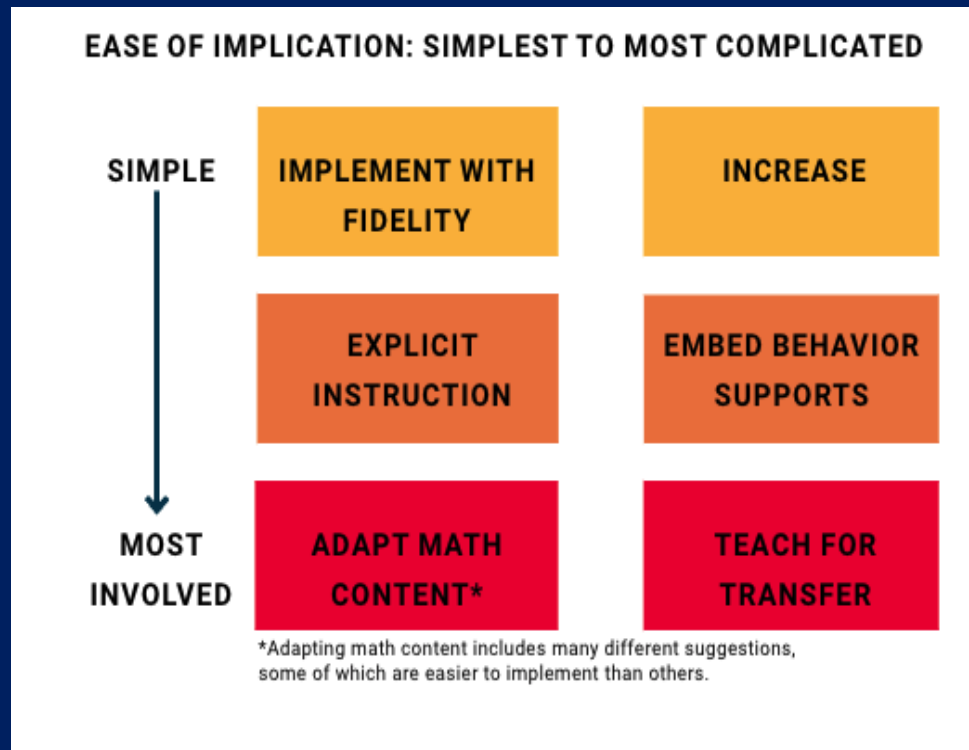 EASE OF IMPLICATION: SIMPLEST TO MOST COMPLICATED
SIMPLE
IMPLEMENT WITH
FIDELITY
INCREASE
EXPLICIT
INSTRUCTION
EMBED BEHAVIOR
SUPPORTS
MOST
INVOLVED
ADAPT MATH
CONTENT*
TEACH FOR
TRANSFER
*Adapting math content includes many different suggestions,
some of which are easier to implement than others.